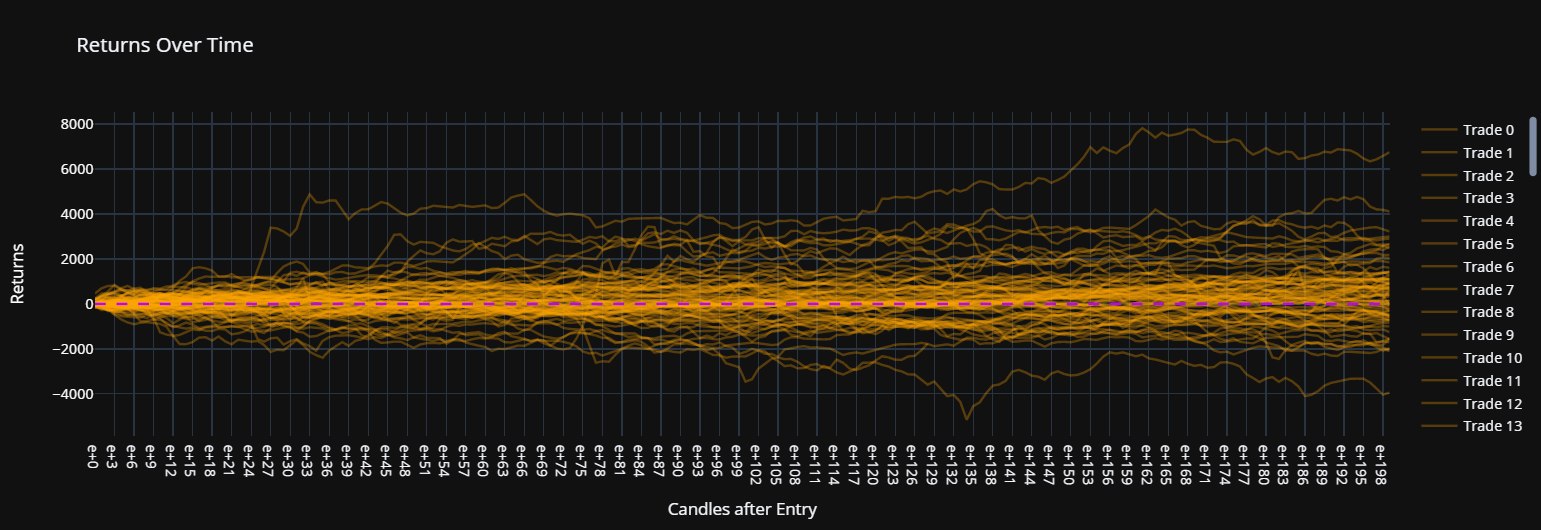 Returns Over Time
Returns
8000
6000
4000
2000
0
−2000
−4000
e+0
e+3
e+6
e+9
e+12
e+15
e+18
e+21
e+24
e+27
e+30
e+33
e+36
e+39
e+42
e+45
e+48
e+51
e+54
e+57
e+60
e+63
e+66
e+69
e+72
e+75
e+78
e+81
e+84
e+87
e+90
e+93
e+96
e+99
e+102
e+105
e+108
e+111
e+114
e+117
e+120
e+123
e+126
e+129
e+132
e+135
e+138
e+141
e+144
e+147
e+150
e+153
e+156
e+159
e+162
e+165
e+168
e+171
e+174
e+177
e+180
e+183
e+186
e+189
e+192
e+195
e+198
Candles after Entry
Trade 0
Trade 1
Trade 2
Trade 3
Trade 4
Trade 5
Trade 6
Trade 7
Trade 8
Trade 9
Trade 10
Trade 11
Trade 12
Trade 13